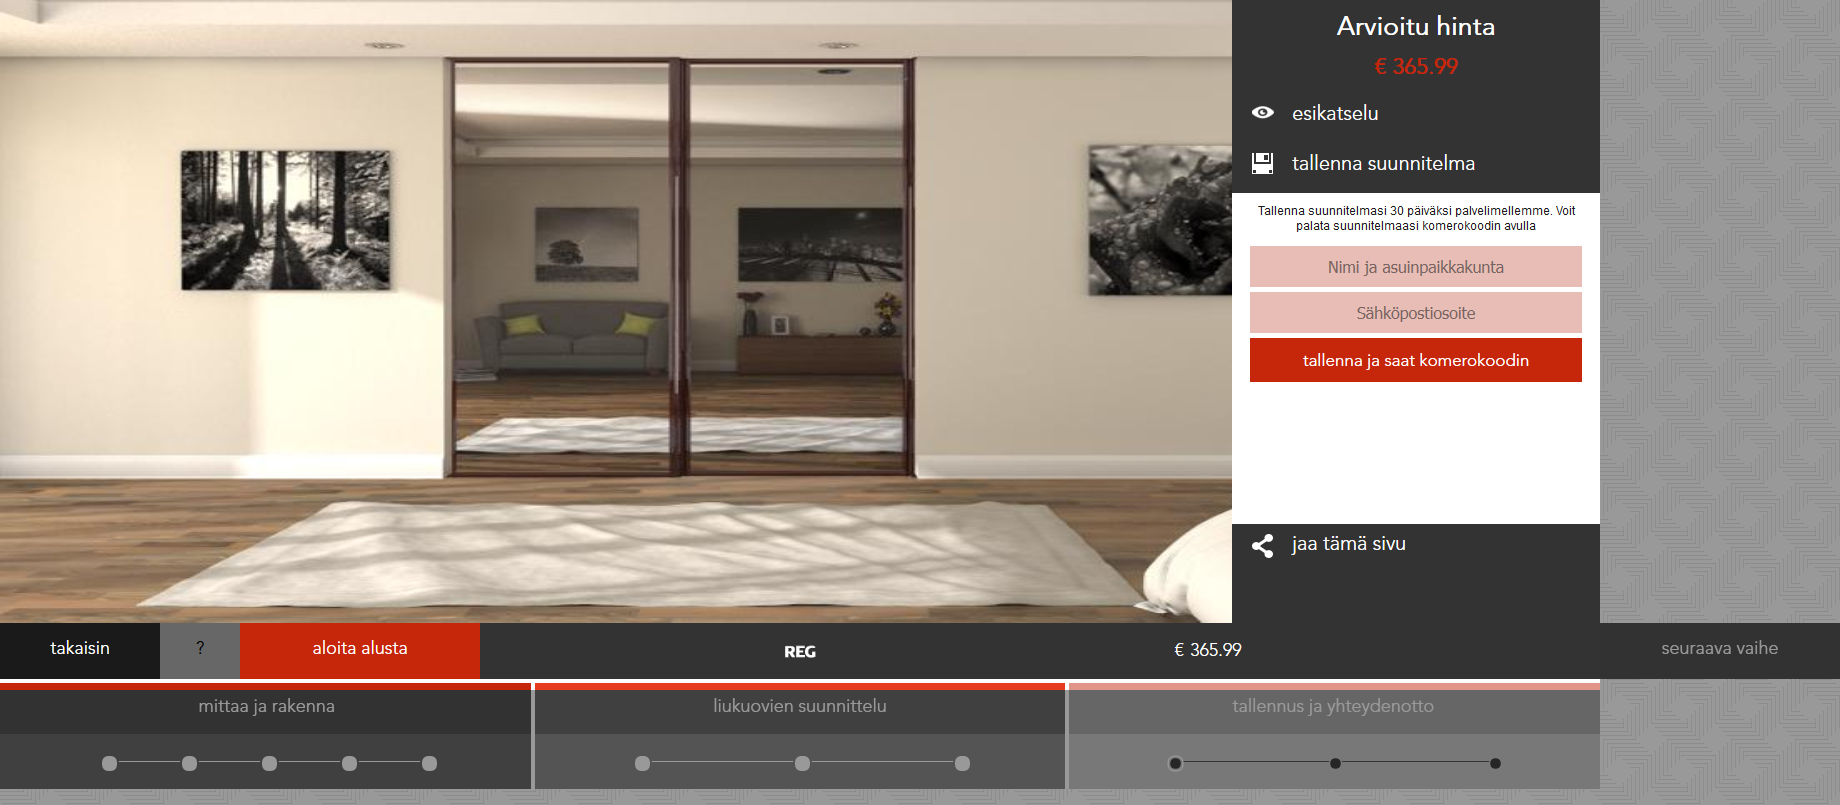 Arvioitu hinta
€ 365.99
esikatselu
tallenna suunnitelma
Tallenna suunnitelmasi 30 päiväksi palvelimellemme. Voit
palata suunnitelmaasi komerokoodin avulla
Nimi ja asuinpaikkakunta
Sähköpostiosoite
tallenna ja saat komerokoodin
jaa tämä sivu
takaisin
?
aloita alusta
REG
€ 365.99
seuraava vaihe
mittaa ja rakenna
liukuovien suunnittelu
tallennus ja yhteydenotto